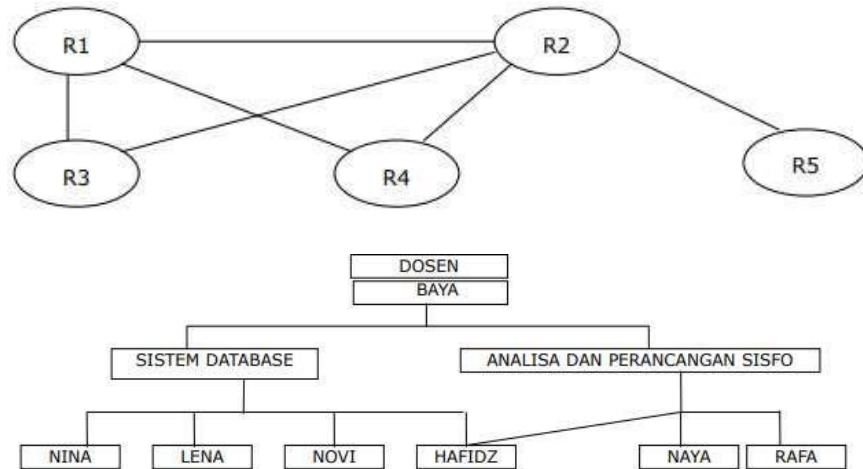 R1
R2
R3
R4
R5
DOSEN
BAYA
SISTEM DATABASE
ANALISA DAN PERANCANGAN SISFO
NINA
LENA
NOVI
HAFIDZ
NAYA
RAFA